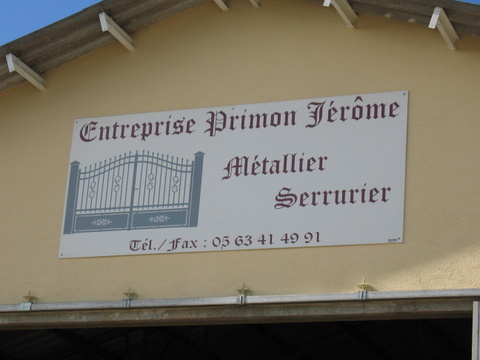 Entreprise Primon Jérôme
Métallier
Serrurier
Tél./Fax : 05 63 41 49 91